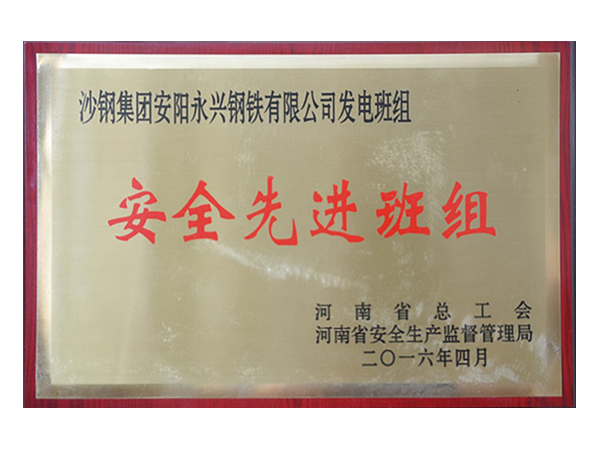 沙钢集团安阳永兴钢铁有限公司发电班组
安全先进班组
河南省总工会
河南省安全生产监督管理局
二〇一六年四月